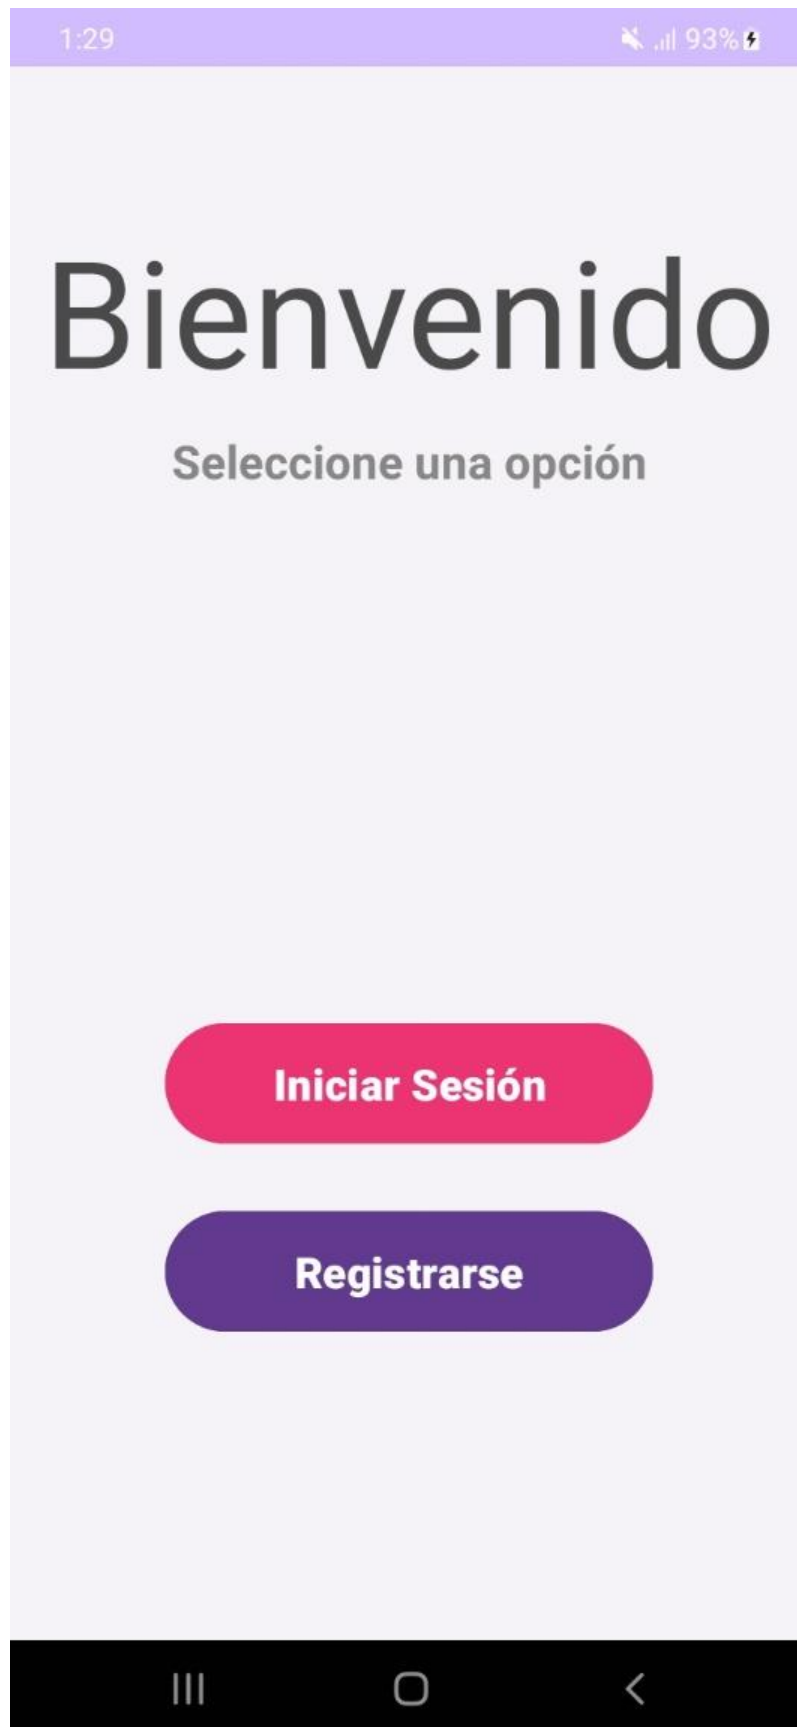 1:29 93%
Bienvenido
Seleccione una opción
Iniciar Sesión
Registrarse